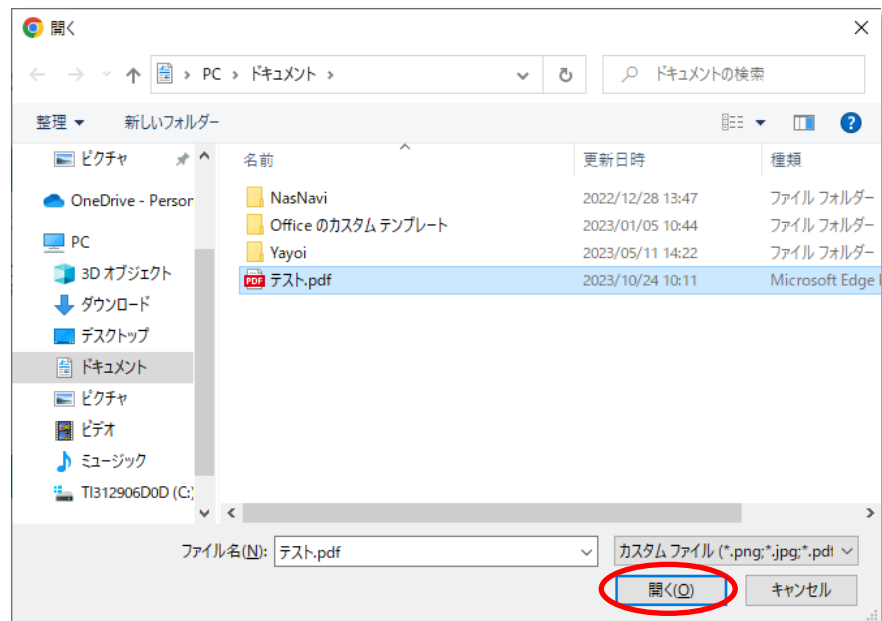 開く
PC › ドキュメント ›
ドキュメントの検索
整理 新しいフォルダー
名前 更新日時 種類
ピクチャ
OneDrive - Person
PC
3D オブジェクト
ダウンロード
デスクトップ
ドキュメント
ピクチャ
ビデオ
ミュージック
TI312906D0D (C:)
NasNavi 2022/12/28 13:47 ファイル フォルダー
Office のカスタム テンプレート 2023/01/05 10:44 ファイル フォルダー
Yayoi 2023/05/11 14:22 ファイル フォルダー
PDF テスト.pdf 2023/10/24 10:11 Microsoft Edge
ファイル名(N): テスト.pdf
カスタム ファイル (*.png;*.jpg;*.pdf
開く(O) キャンセル